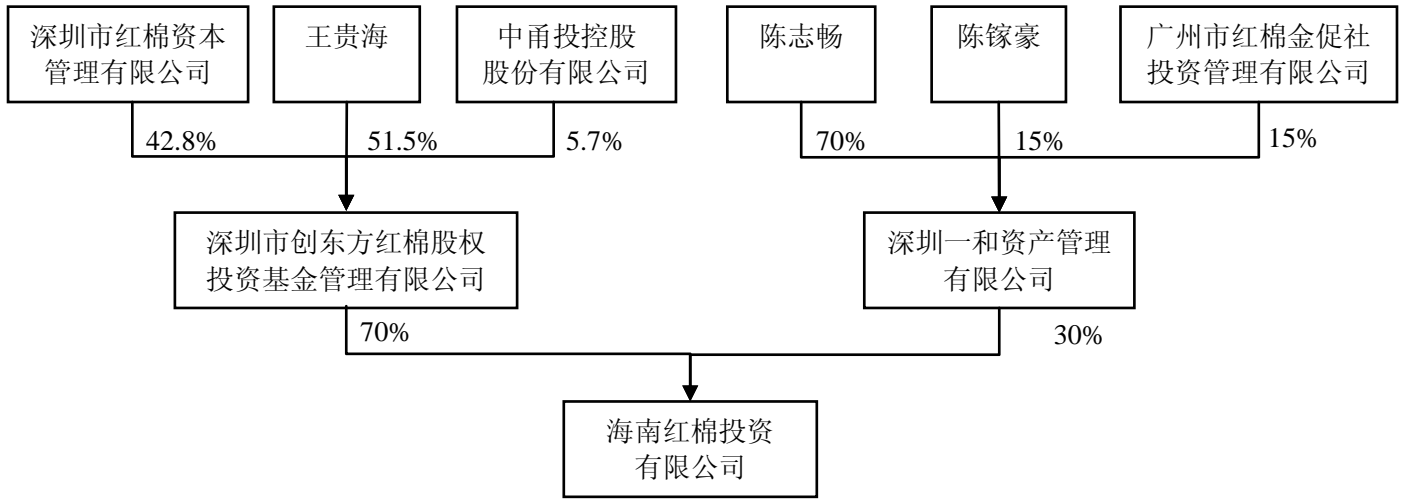 深圳市红棉资本
管理有限公司
王贵海
中甬投控股
股份有限公司
陈志畅
陈镓豪
广州市红棉金促社
投资管理有限公司
42.8%
51.5%
5.7%
70%
15%
15%
深圳市创东方红棉股权
投资基金管理有限公司
深圳一和资产管理
有限公司
70%
30%
海南红棉投资
有限公司